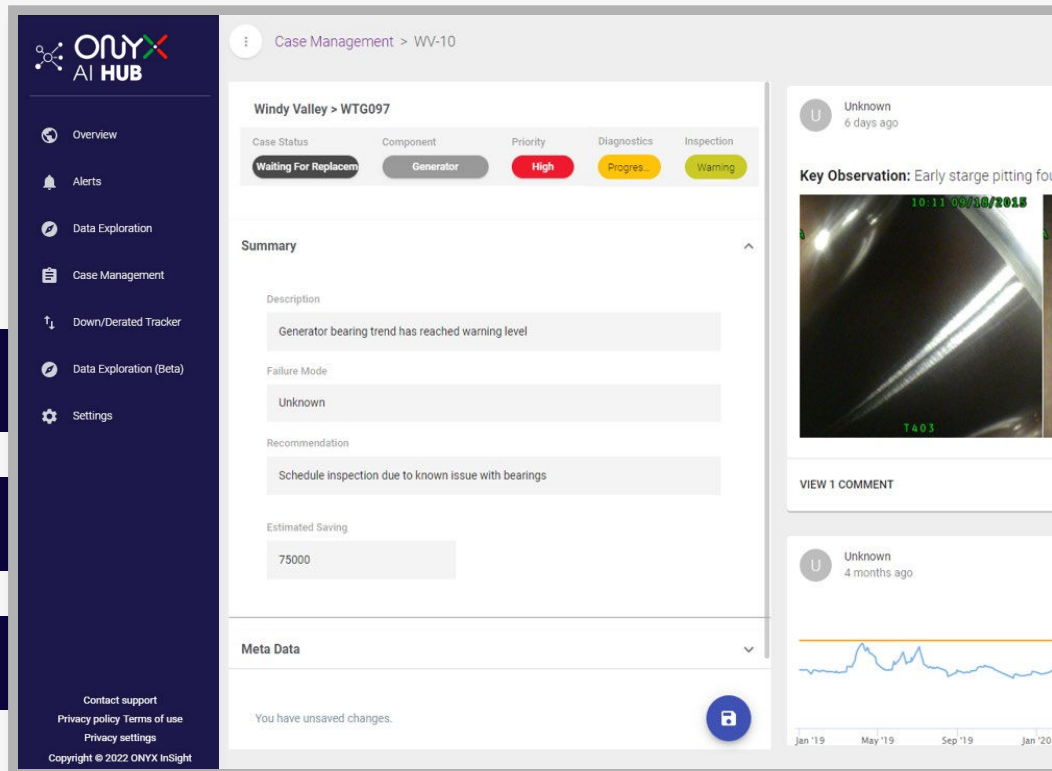 ONYX
AI HUB
Overview
Alerts
Data Exploration
Case Management
Down/Derated Tracker
Data Exploration (Beta)
Settings
Contact support
Privacy policy Terms of use
Privacy settings
Copyright © 2022 ONYX InSight
Case Management > WV-10
Windy Valley > WTG097
Case Status Component Priority Diagnostics Inspection
Waiting For Replacem Generator High Progres... Warning
Summary
Description
Generator bearing trend has reached warning level
Failure Mode
Unknown
Recommendation
Schedule inspection due to known issue with bearings
Estimated Saving
75000
Meta Data
You have unsaved changes.
U
Unknown
6 days ago
Key Observation: Early starge pitting fou
10:11 09/18/2015
A
A
T403
VIEW 1 COMMENT
U
Unknown
4 months ago
Jan '19 May '19 Sep '19 Jan '20